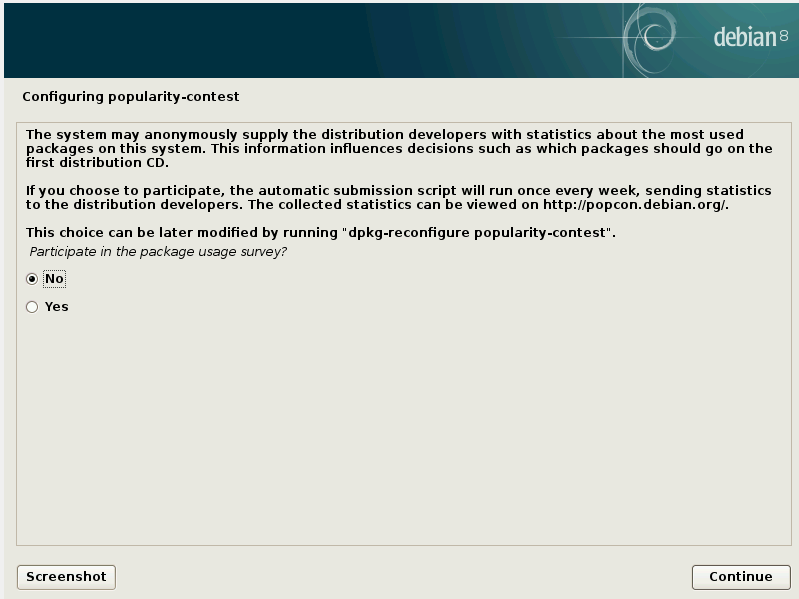 debian 8
Configuring popularity-contest
The system may anonymously supply the distribution developers with statistics about the most used
packages on this system. This information influences decisions such as which packages should go on the
first distribution CD.
If you choose to participate, the automatic submission script will run once every week, sending statistics
to the distribution developers. The collected statistics can be viewed on http://popcon.debian.org/.
This choice can be later modified by running "dpkg-reconfigure popularity-contest".
Participate in the package usage survey?
No
Yes
Screenshot
Continue